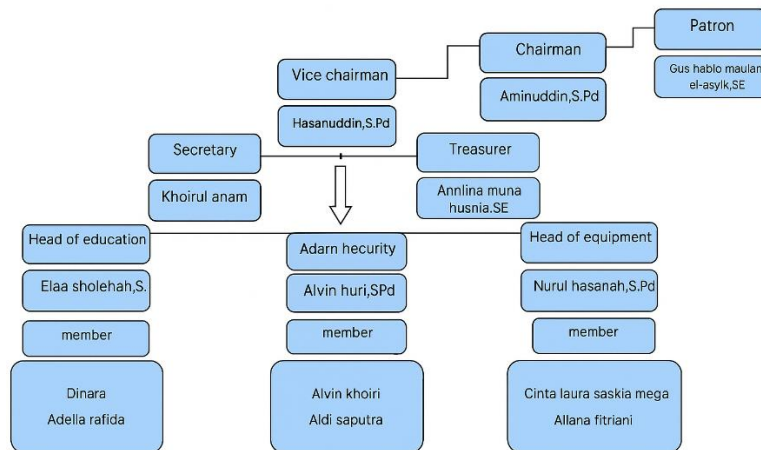 Patron
Chairman
Vice chairman
Gus hablo maulan
el-asylk,SE
Aminuddin,S.Pd
Hasanuddin,S.Pd
Secretary
Treasurer
Khoirul anam
Annlina muna
husnia.SE
Head of education
Adarn hecurity
Head of equipment
Elaa sholehah,S.
Alvin huri,SPd
Nurul hasanah,S.Pd
member
member
member
Dinara
Adella rafida
Alvin khoiri
Aldi saputra
Cinta laura saskia mega
Allana fitriani